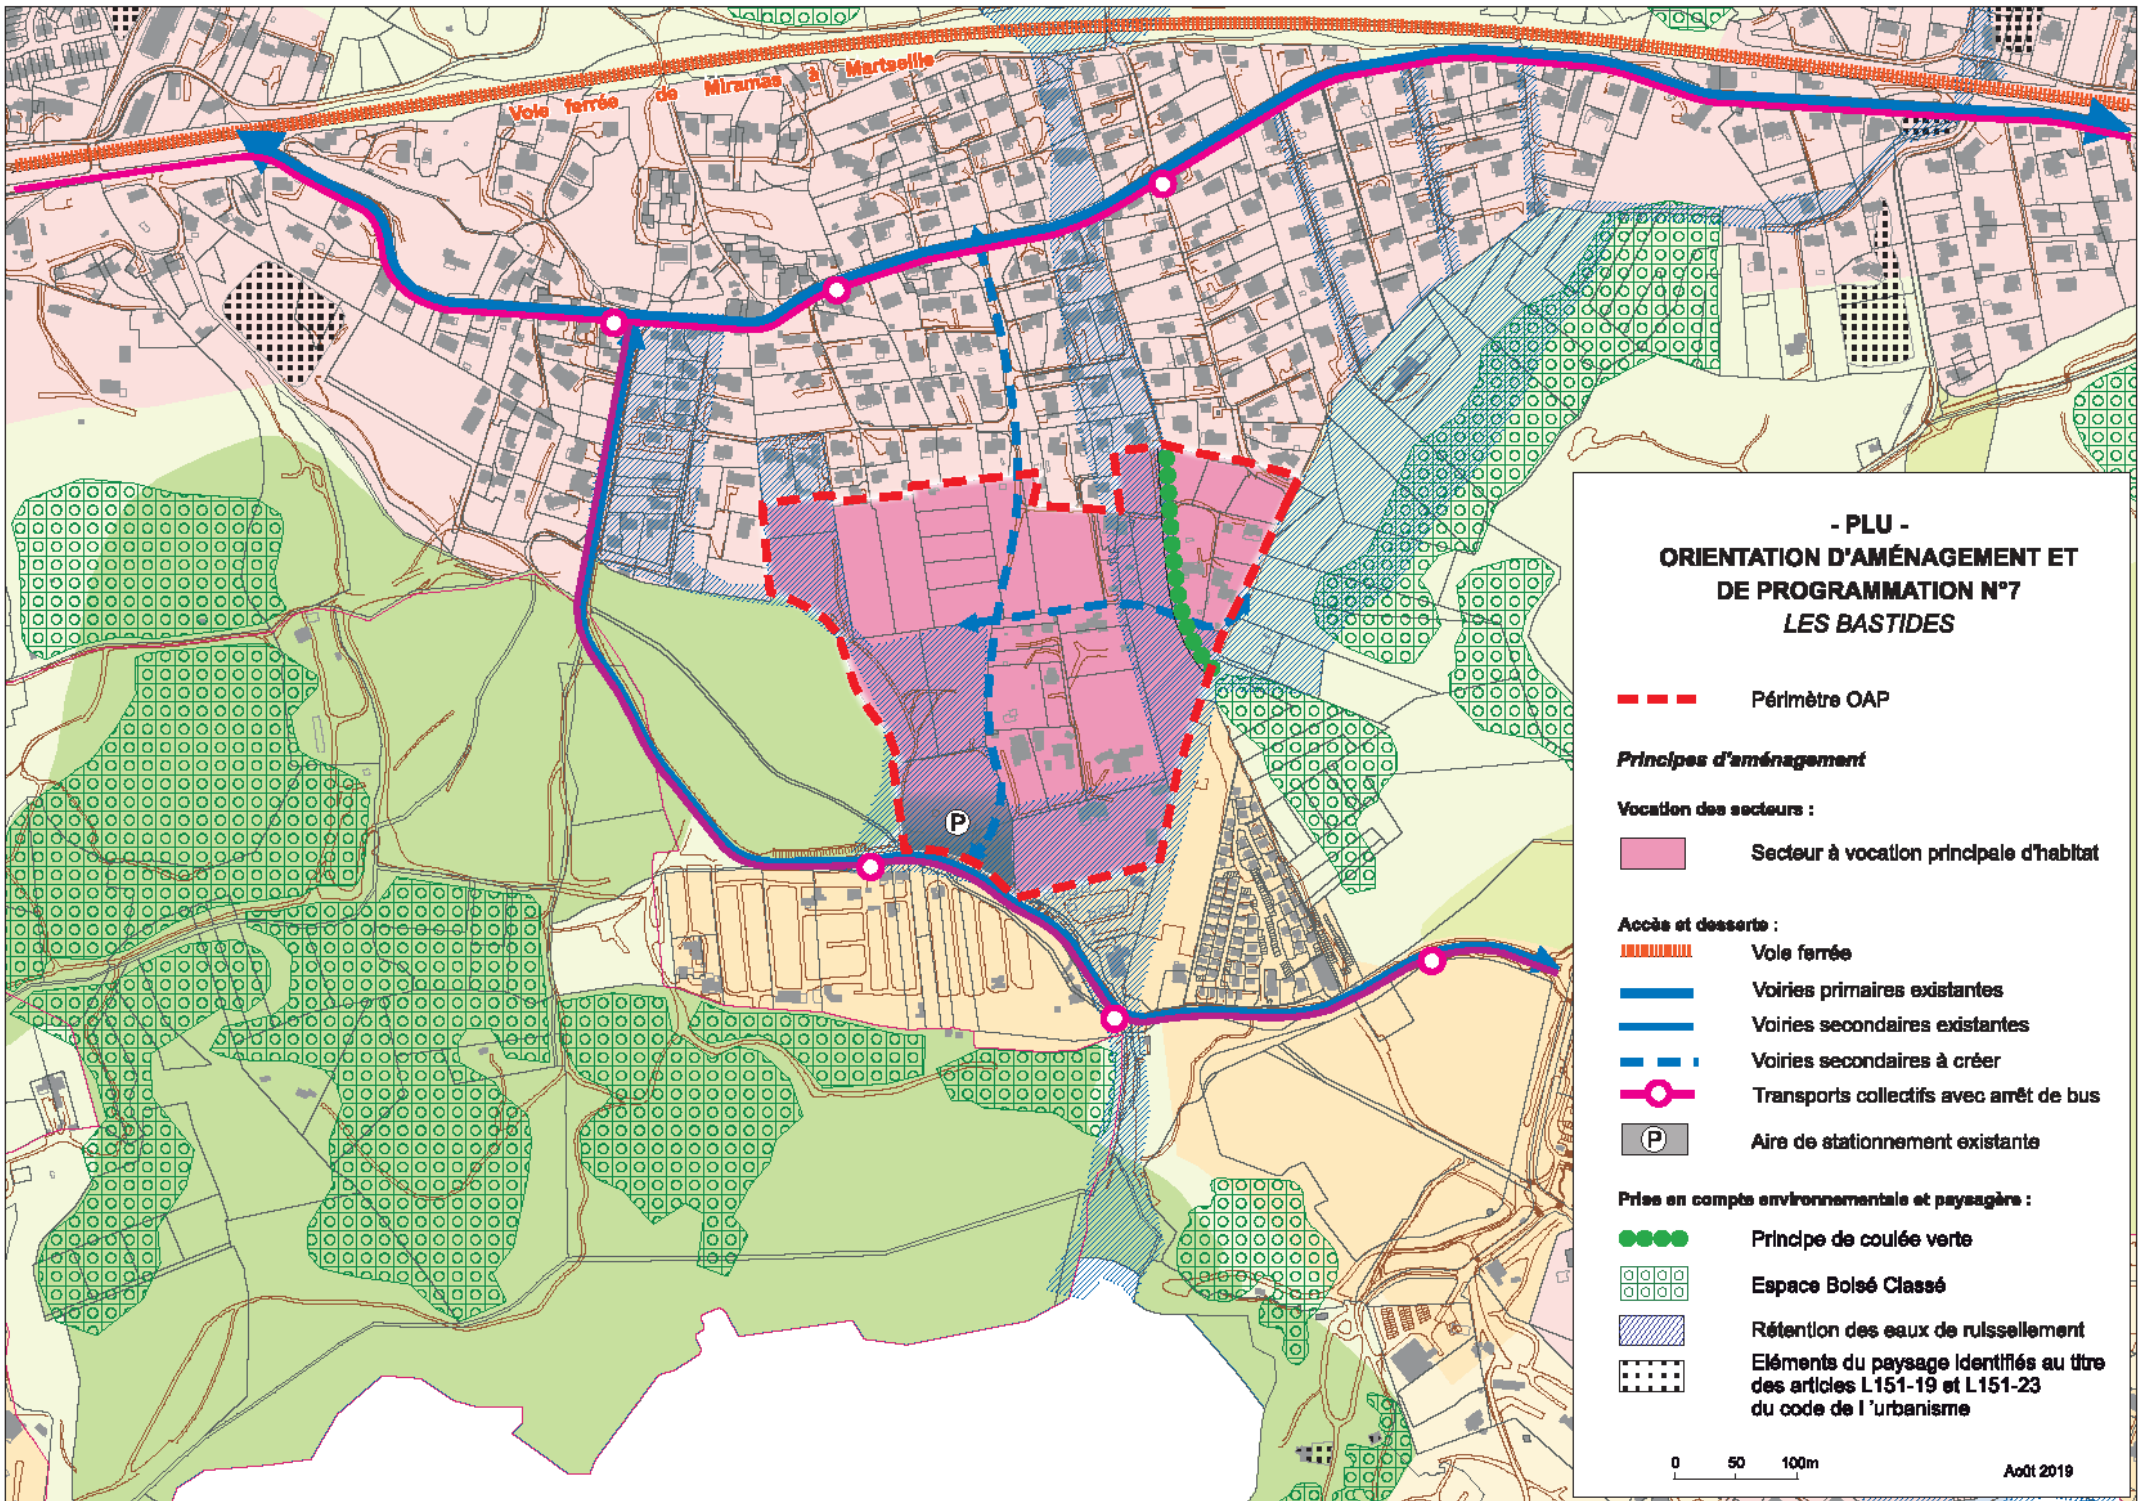 Voie ferrée de Miramas à Martseille
- PLU -
ORIENTATION D'AMÉNAGEMENT ET
DE PROGRAMMATION N°7
LES BASTIDES
Périmètre OAP
Principes d'aménagement
Vocation des secteurs :
Secteur à vocation principale d'habitat
Accès et desserte :
Voie ferrée
Voiries primaires existantes
Voiries secondaires existantes
Voiries secondaires à créer
Transports collectifs avec arrêt de bus
P
Aire de stationnement existante
Prise en compte environnementale et paysagère :
Principe de coulée verte
Espace Boisé Classé
Rétention des eaux de ruissellement
Eléments du paysage identifiés au titre
des articles L151-19 et L151-23
du code de l 'urbanisme
0 50 100m
Août 2019
P